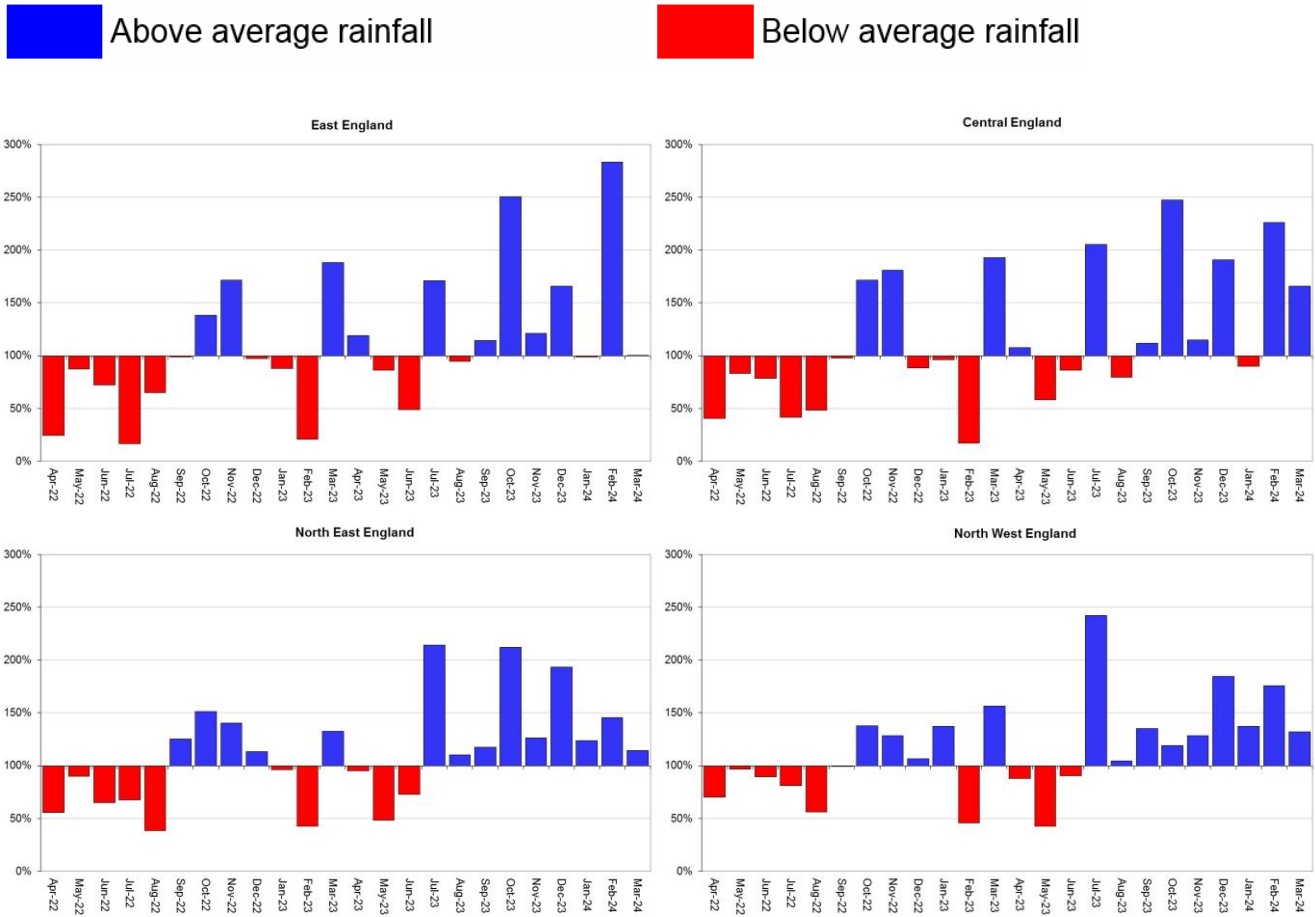 Above average rainfall
Below average rainfall
East England
300%
250%
200%
150%
100%
50%
0%
Apr-22
May-22
Jun-22
Jul-22
Aug-22
Sep-22
Oct-22
Nov-22
Dec-22
Jan-23
Feb-23
Mar-23
Apr-23
May-23
Jun-23
Jul-23
Aug-23
Sep-23
Oct-23
Nov-23
Dec-23
Jan-24
Feb-24
Mar-24
Central England
300%
250%
200%
150%
100%
50%
0%
Apr-22
May-22
Jun-22
Jul-22
Aug-22
Sep-22
Oct-22
Nov-22
Dec-22
Jan-23
Feb-23
Mar-23
Apr-23
May-23
Jun-23
Jul-23
Aug-23
Sep-23
Oct-23
Nov-23
Dec-23
Jan-24
Feb-24
Mar-24
North East England
300%
250%
200%
150%
100%
50%
0%
Apr-22
May-22
Jun-22
Jul-22
Aug-22
Sep-22
Oct-22
Nov-22
Dec-22
Jan-23
Feb-23
Mar-23
Apr-23
May-23
Jun-23
Jul-23
Aug-23
Sep-23
Oct-23
Nov-23
Dec-23
Jan-24
Feb-24
Mar-24
North West England
300%
250%
200%
150%
100%
50%
0%
Apr-22
May-22
Jun-22
Jul-22
Aug-22
Sep-22
Oct-22
Nov-22
Dec-22
Jan-23
Feb-23
Mar-23
Apr-23
May-23
Jun-23
Jul-23
Aug-23
Sep-23
Oct-23
Nov-23
Dec-23
Jan-24
Feb-24
Mar-24